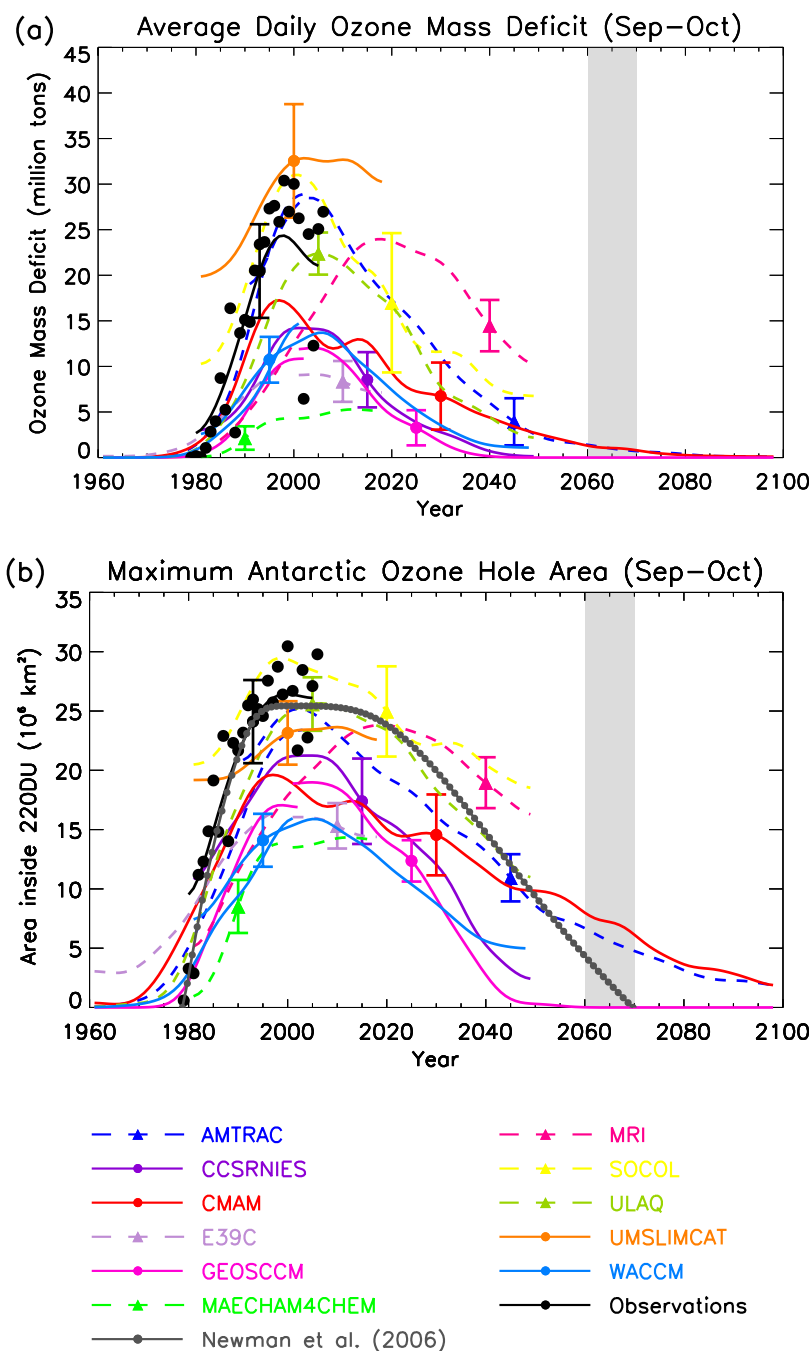 (a) Average Daily Ozone Mass Deficit (Sep-Oct)
Ozone Mass Deficit (million tons)
45
40
35
30
25
20
15
10
5
0
1960 1980 2000 2020 2040 2060 2080 2100
Year
(b) Maximum Antarctic Ozone Hole Area (Sep-Oct)
Area inside 220DU (10⁶ km²)
35
30
25
20
15
10
5
0
1960 1980 2000 2020 2040 2060 2080 2100
Year
AMTRAC
CCSRNIES
CMAM
E39C
GEOSCCM
MAECHAM4CHEM
Newman et al. (2006)
MRI
SOCOL
ULAQ
UMSLIMCAT
WACCM
Observations